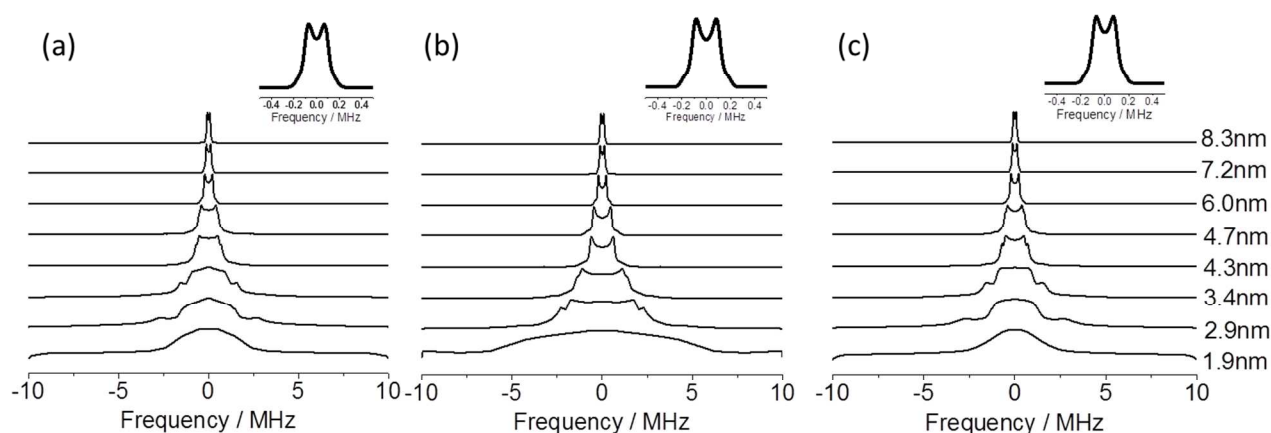 (a)
-0.4 -0.2 0.0 0.2 0.4
Frequency / MHz
-10 -5 0 5 10
Frequency / MHz
(b)
-0.4 -0.2 0.0 0.2 0.4
Frequency / MHz
-10 -5 0 5 10
Frequency / MHz
(c)
-0.4 -0.2 0.0 0.2 0.4
Frequency / MHz
8.3nm
7.2nm
6.0nm
4.7nm
4.3nm
3.4nm
2.9nm
1.9nm
-10 -5 0 5 10
Frequency / MHz